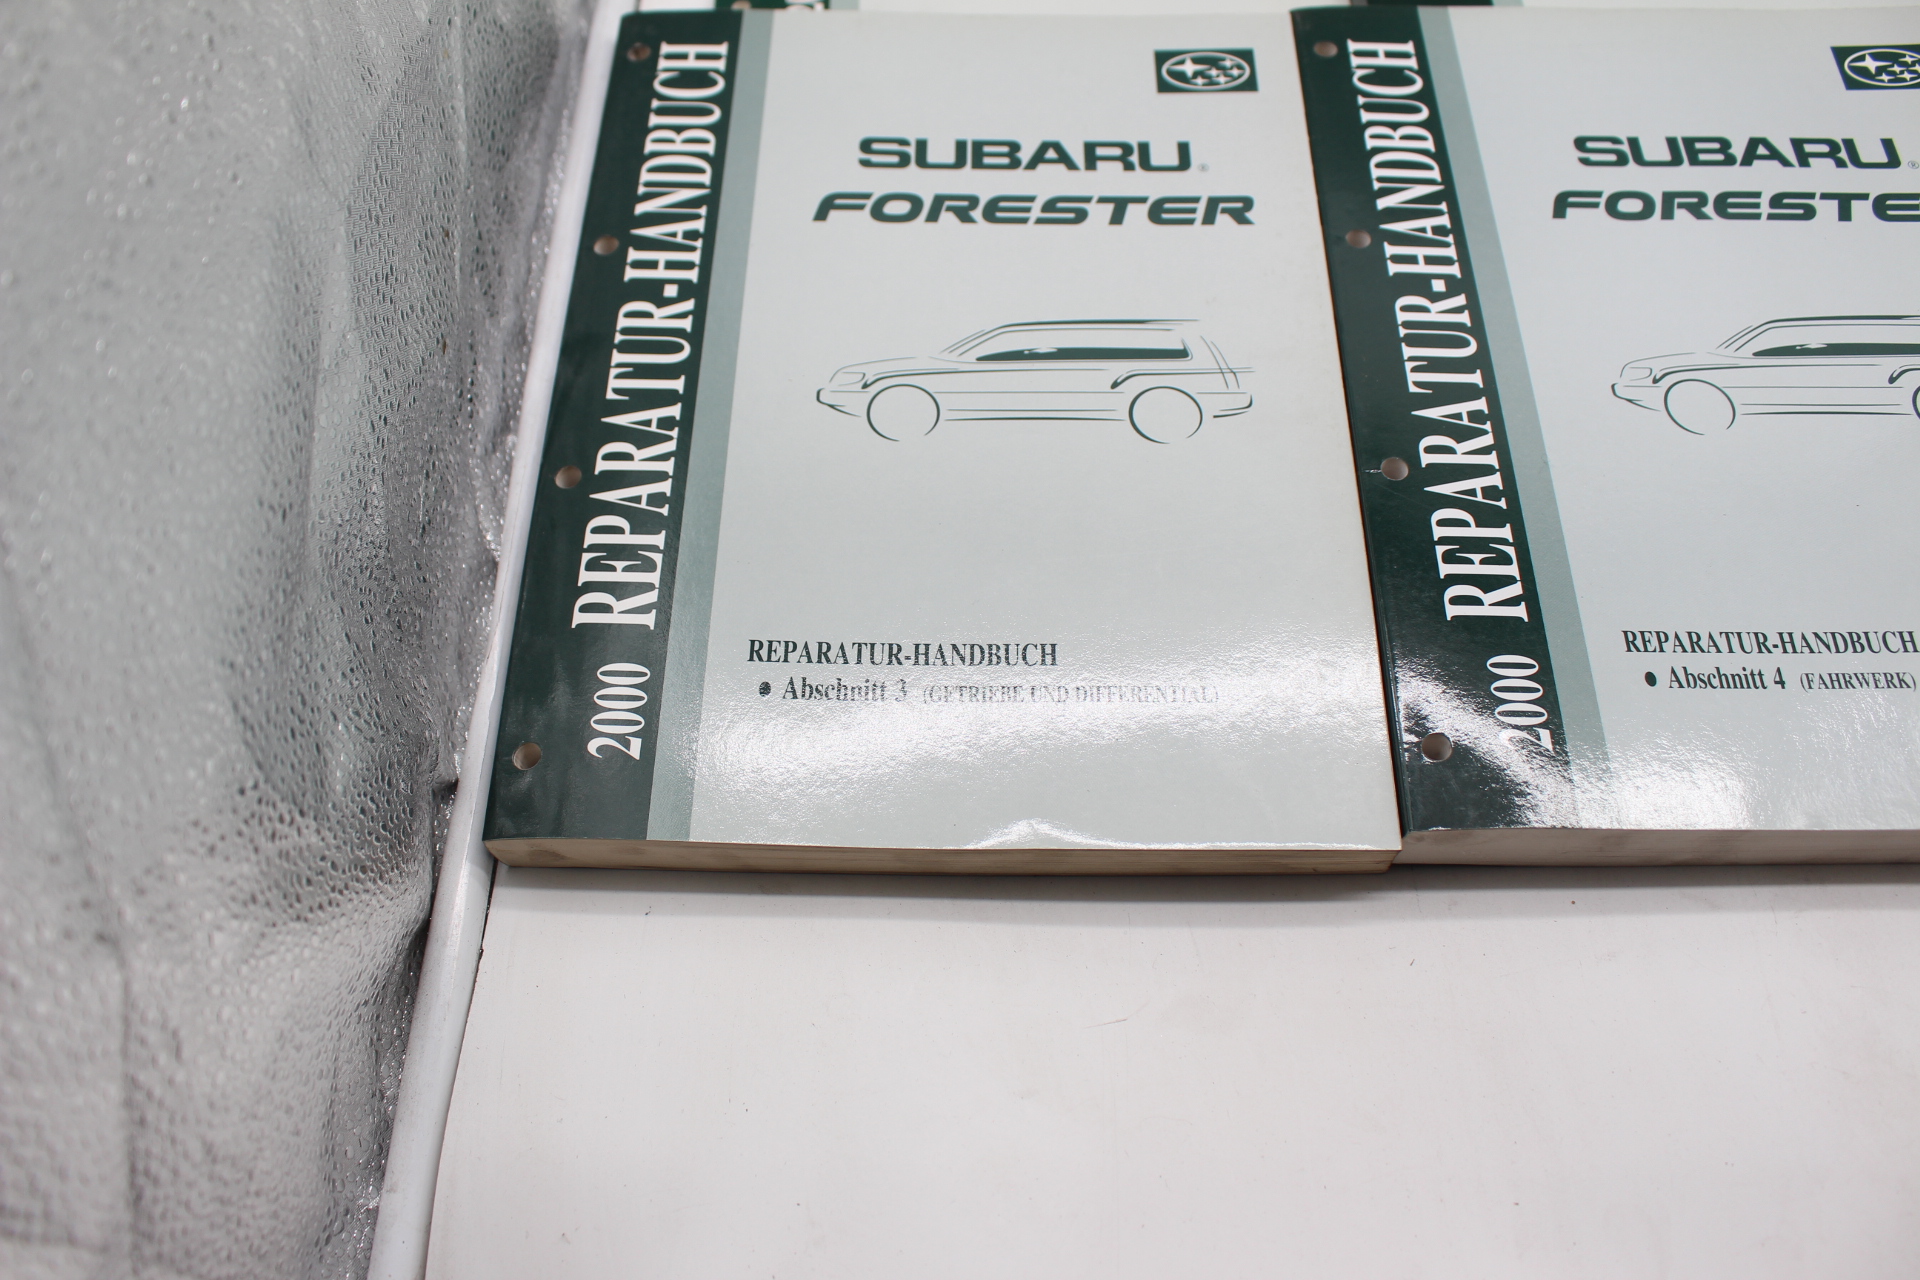 2000 REPARATUR-HANDBUCH
SUBARU®
FORESTER
REPARATUR-HANDBUCH
• Abschnitt 3 (GETRIEBE UND DIFFERENTIAL)
2000 REPARATUR-HANDBUCH
SUBARU®
FORESTE
REPARATUR-HANDBUCH
• Abschnitt 4 (FAHRWERK)